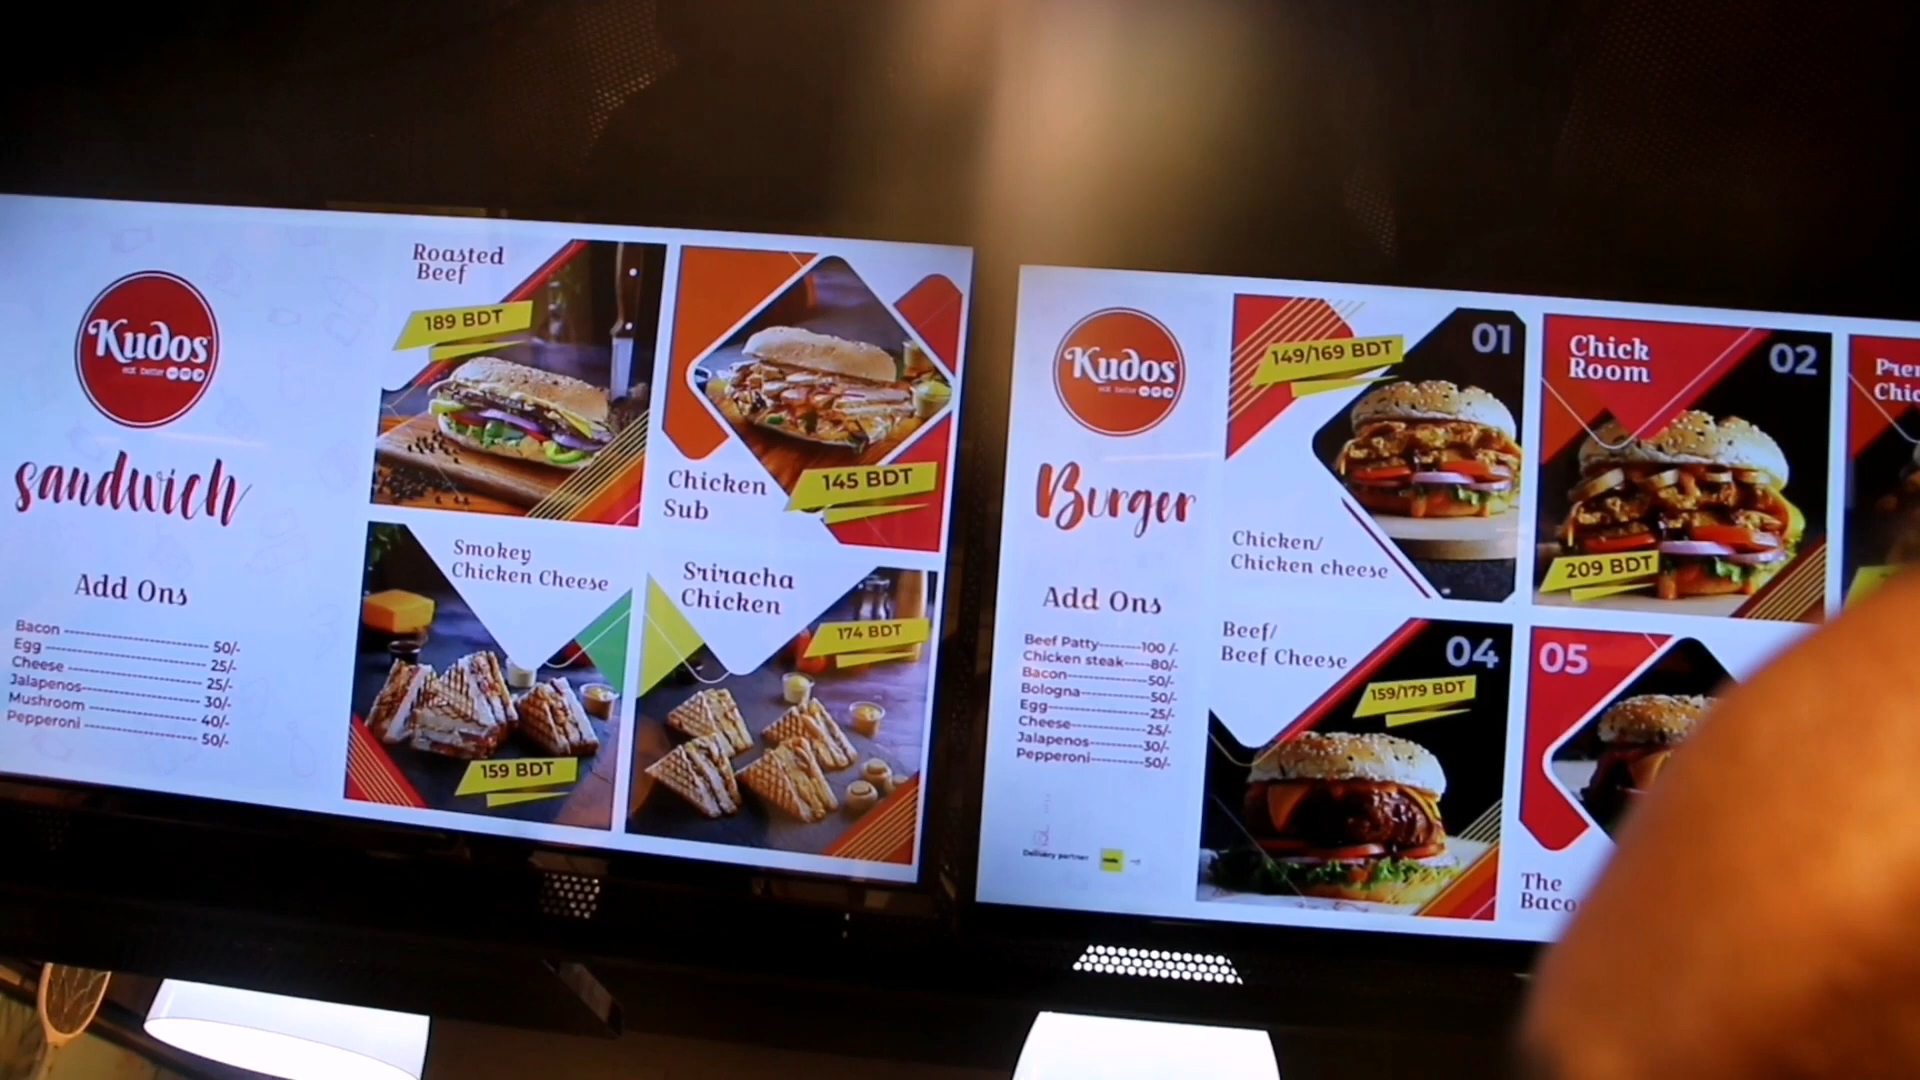 Kudos
eat better
sandwich
Add Ons
Bacon 50/-
Egg 25/-
Cheese 25/-
Jalapenos 30/-
Mushroom 40/-
Pepperoni 50/-
Roasted
Beef
189 BDT
Chicken
Sub
145 BDT
Smokey
Chicken Cheese
159 BDT
Sriracha
Chicken
174 BDT
Kudos
eat better
Burger
Add Ons
Beef Patty 100 /-
Chicken steak 80/-
Bacon 50/-
Bologna 50/-
Egg 25/-
Cheese 25/-
Jalapenos 30/-
Pepperoni 50/-
Delivery partner
149/169 BDT
01
Chicken/
Chicken cheese
Chick
Room
02
209 BDT
Beef/
Beef Cheese
04
159/179 BDT
05
The